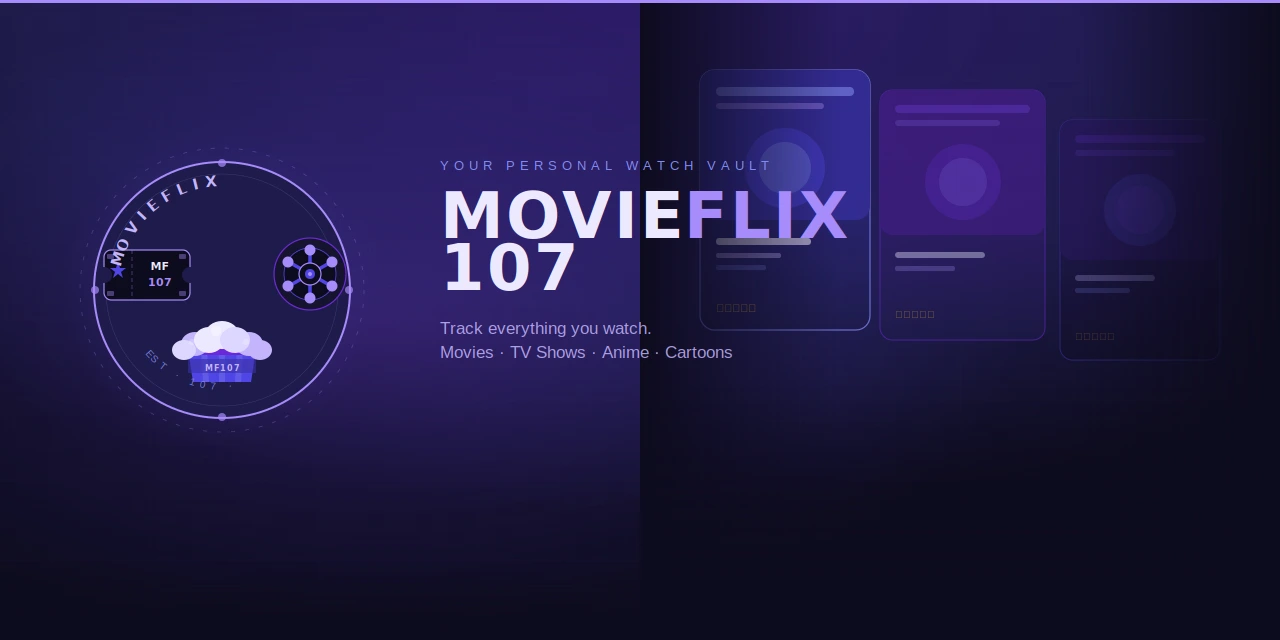 MOVIEFLIX
MF
107
MF107
EST · 107 ·
YOUR PERSONAL WATCH VAULT
MOVIEFLIX
107
Track everything you watch.
Movies · TV Shows · Anime · Cartoons